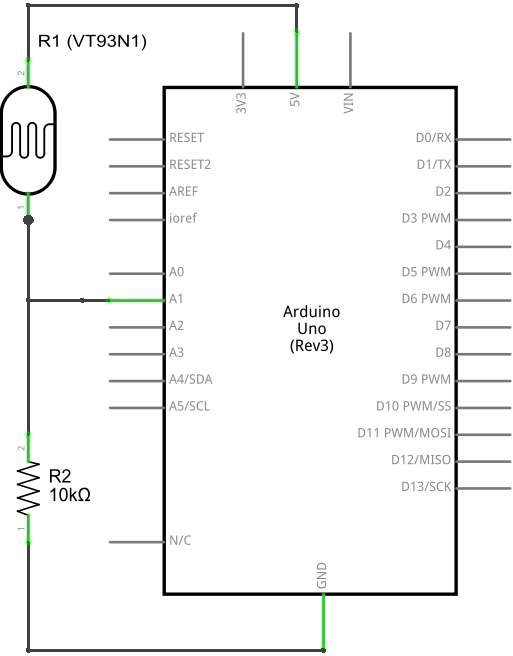 R1 (VT93N1)
2
1
3V3
5V
VIN
RESET
RESET2
AREF
ioref
A0
A1
A2
A3
A4/SDA
A5/SCL
N/C
Arduino
Uno
(Rev3)
D0/RX
D1/TX
D2
D3 PWM
D4
D5 PWM
D6 PWM
D7
D8
D9 PWM
D10 PWM/SS
D11 PWM/MOSI
D12/MISO
D13/SCK
GND
2
R2
10kΩ
1